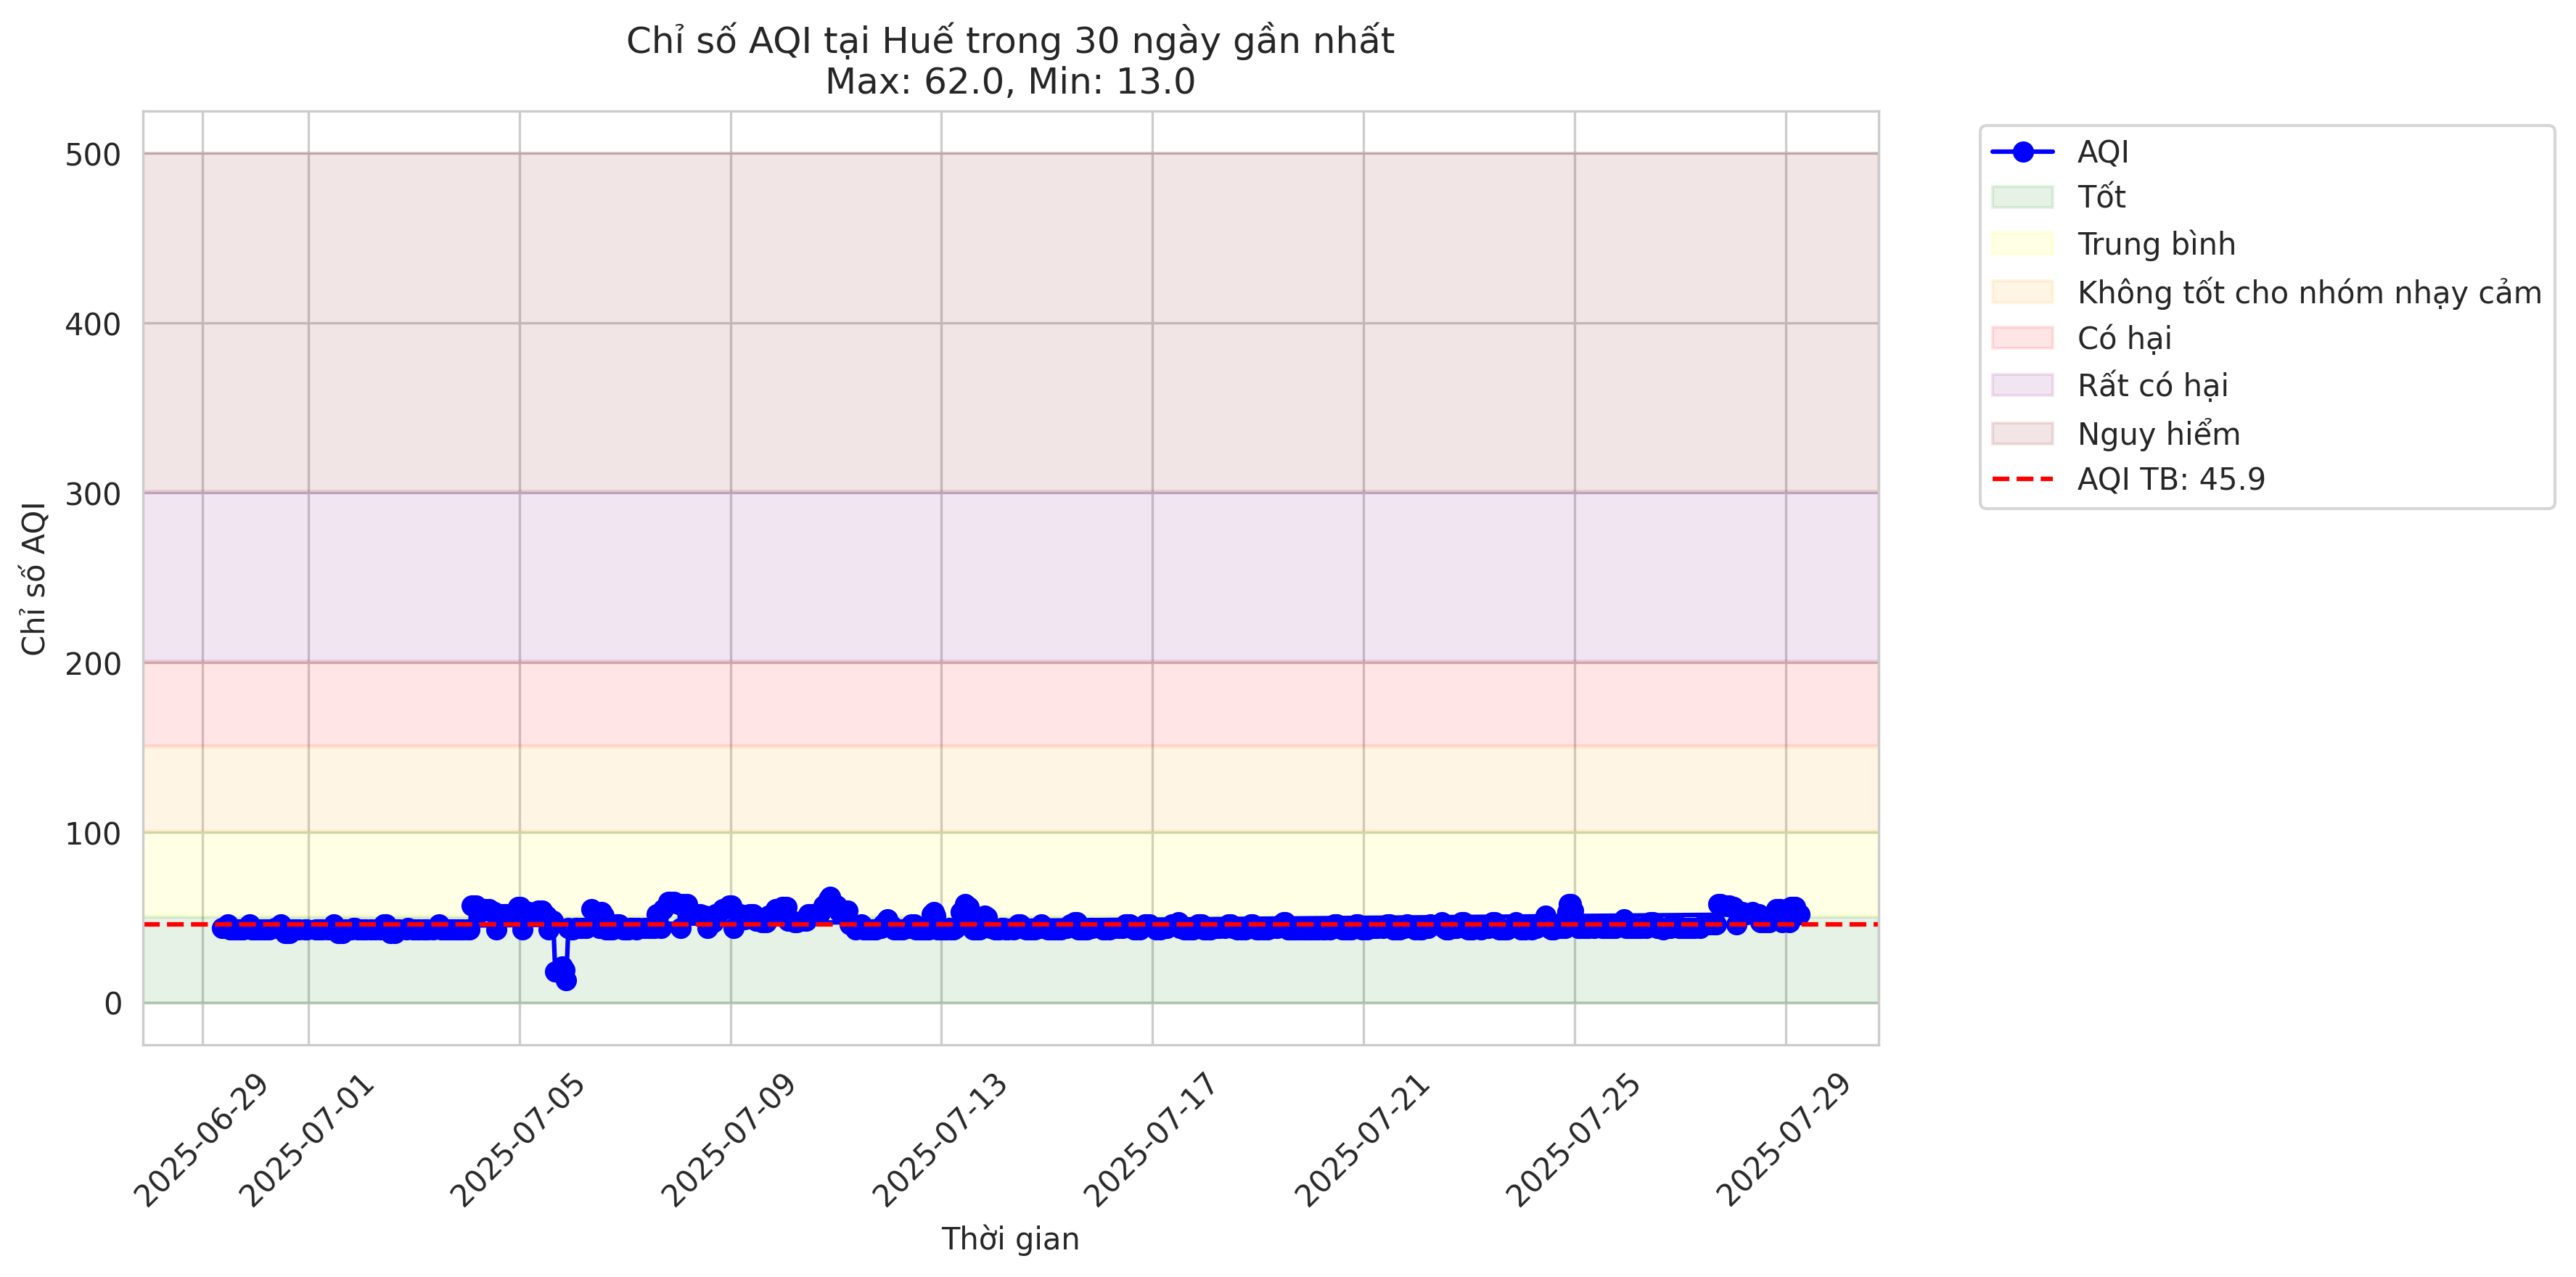 Chỉ số AQI tại Huế trong 30 ngày gần nhất
Max: 62.0, Min: 13.0
Chỉ số AQI
500
400
300
200
100
0
2025-06-29
2025-07-01
2025-07-05
2025-07-09
2025-07-13
2025-07-17
2025-07-21
2025-07-25
2025-07-29
Thời gian
AQI
Tốt
Trung bình
Không tốt cho nhóm nhạy cảm
Có hại
Rất có hại
Nguy hiểm
AQI TB: 45.9